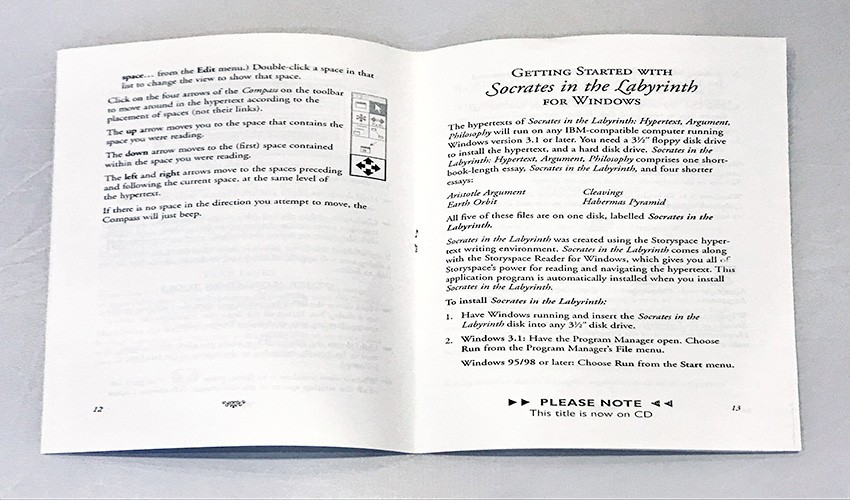 space... from the Edit menu.) Double-click a space in that
list to change the view to show that space.
Click on the four arrows of the Compass on the toolbar
to move around in the hypertext according to the
placement of spaces (not their links).
The up arrow moves you to the space that contains the
space you were reading.
The down arrow moves to the (first) space contained
within the space you were reading.
The left and right arrows move to the spaces preceding
and following the current space, at the same level of
the hypertext.
If there is no space in the direction you attempt to move, the
Compass will just beep.
12
GETTING STARTED WITH
Socrates in the Labyrinth
FOR WINDOWS
The hypertexts of Socrates in the Labyrinth: Hypertext, Argument,
Philosophy will run on any IBM-compatible computer running
Windows version 3.1 or later. You need a 3½″ floppy disk drive
to install the hypertext, and a hard disk drive. Socrates in the
Labyrinth: Hypertext, Argument, Philosophy comprises one short-
book-length essay, Socrates in the Labyrinth, and four shorter
essays:
Aristotle Argument Cleavings
Earth Orbit Habermas Pyramid
All five of these files are on one disk, labelled Socrates in the
Labyrinth.
Socrates in the Labyrinth was created using the Storyspace hyper-
text writing environment. Socrates in the Labyrinth comes along
with the Storyspace Reader for Windows, which gives you all of
Storyspace's power for reading and navigating the hypertext. This
application program is automatically installed when you install
Socrates in the Labyrinth.
To install Socrates in the Labyrinth:
1. Have Windows running and insert the Socrates in the
Labyrinth disk into any 3½″ disk drive.
2. Windows 3.1: Have the Program Manager open. Choose
Run from the Program Manager's File menu.
Windows 95/98 or later: Choose Run from the Start menu.
►► PLEASE NOTE ◄◄
This title is now on CD
13